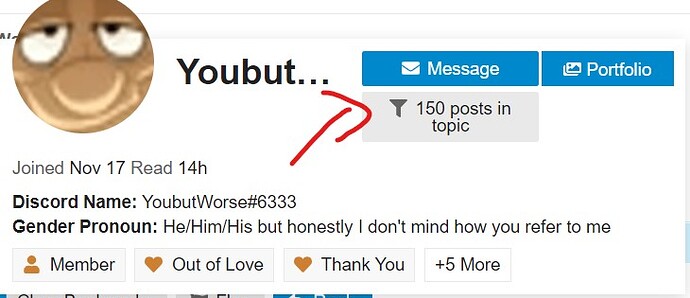 Youbut…
Message
Portfolio
150 posts in
topic
Joined Nov 17 Read 14h
Discord Name: YoubutWorse#6333
Gender Pronoun: He/Him/His but honestly I don't mind how you refer to me
Member
Out of Love
Thank You
+5 More